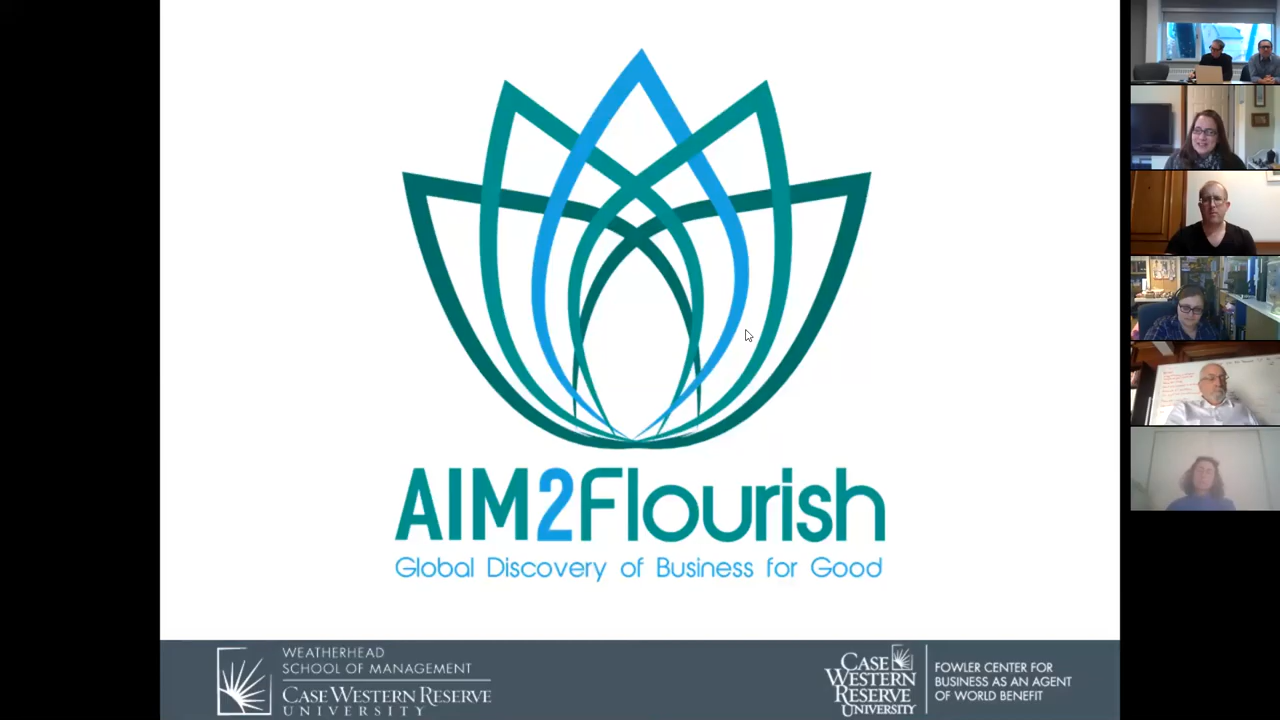 AIM2Flourish
Global Discovery of Business for Good
WEATHERHEAD
SCHOOL OF MANAGEMENT
CASE WESTERN RESERVE
UNIVERSITY
CASE
WESTERN
RESERVE
UNIVERSITY
FOWLER CENTER FOR
BUSINESS AS AN AGENT
OF WORLD BENEFIT